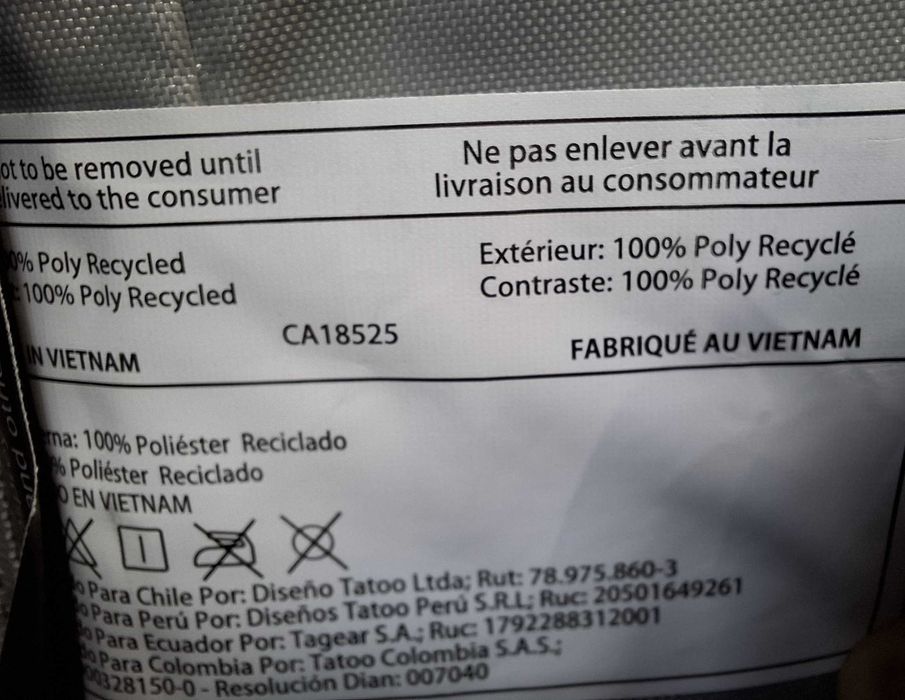 ot to be removed until
livered to the consumer
Ne pas enlever avant la
livraison au consommateur
0% Poly Recycled
: 100% Poly Recycled
Extérieur: 100% Poly Recyclé
Contraste: 100% Poly Recyclé
CA18525
IN VIETNAM
FABRIQUÉ AU VIETNAM
rna: 100% Poliéster Reciclado
% Poliéster Reciclado
O EN VIETNAM
o Para Chile Por: Diseño Tatoo Ltda; Rut: 78.975.860-3
o Para Perú Por: Diseños Tatoo Perú S.R.L; Ruc: 20501649261
o Para Ecuador Por: Tagear S.A.; Ruc: 1792288312001
o Para Colombia Por: Tatoo Colombia S.A.S.;
00328150-0 - Resolución Dian: 007040